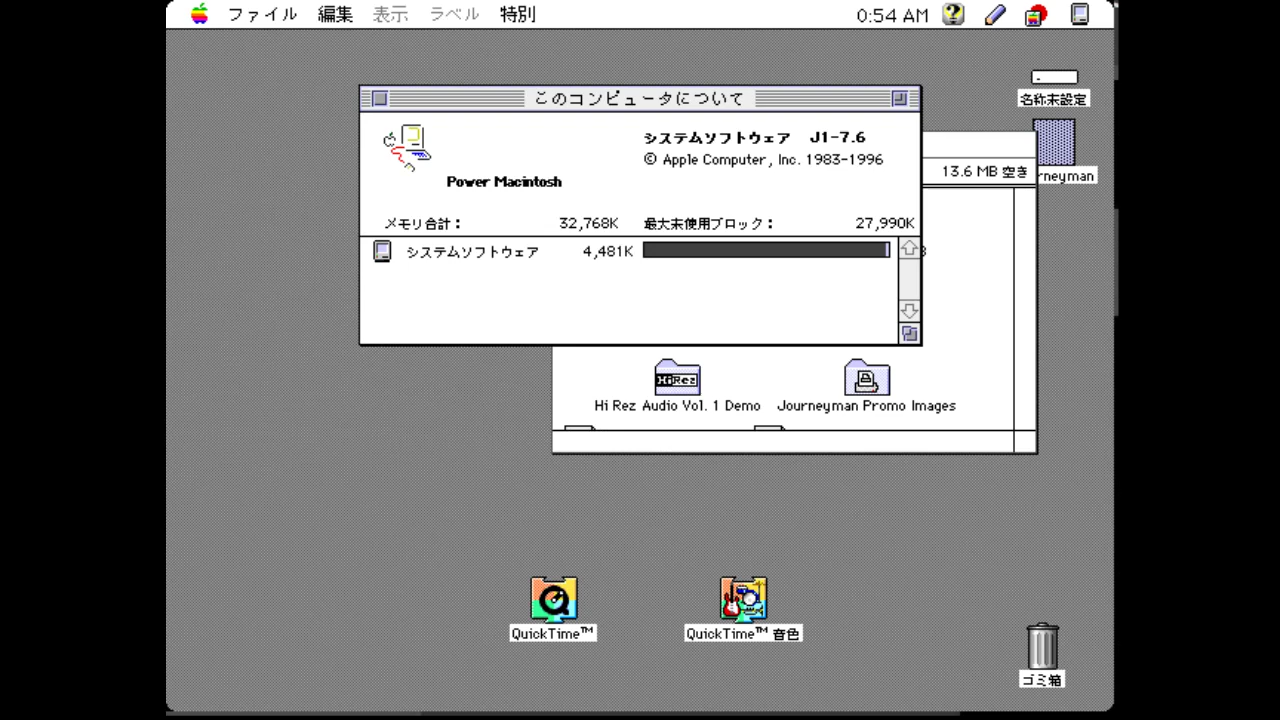 ファイル 編集 表示 ラベル 特別 0:54 AM
名称未設定
このコンピュータについて
システムソフトウェア J1-7.6
© Apple Computer, Inc. 1983-1996
Power Macintosh
13.6 MB 空き
rneyman
メモリ合計： 32,768K 最大未使用ブロック： 27,990K
システムソフトウェア 4,481K
HiRez
Hi Rez Audio Vol. 1 Demo
Journeyman Promo Images
QuickTime™
QuickTime™ 音色
ゴミ箱